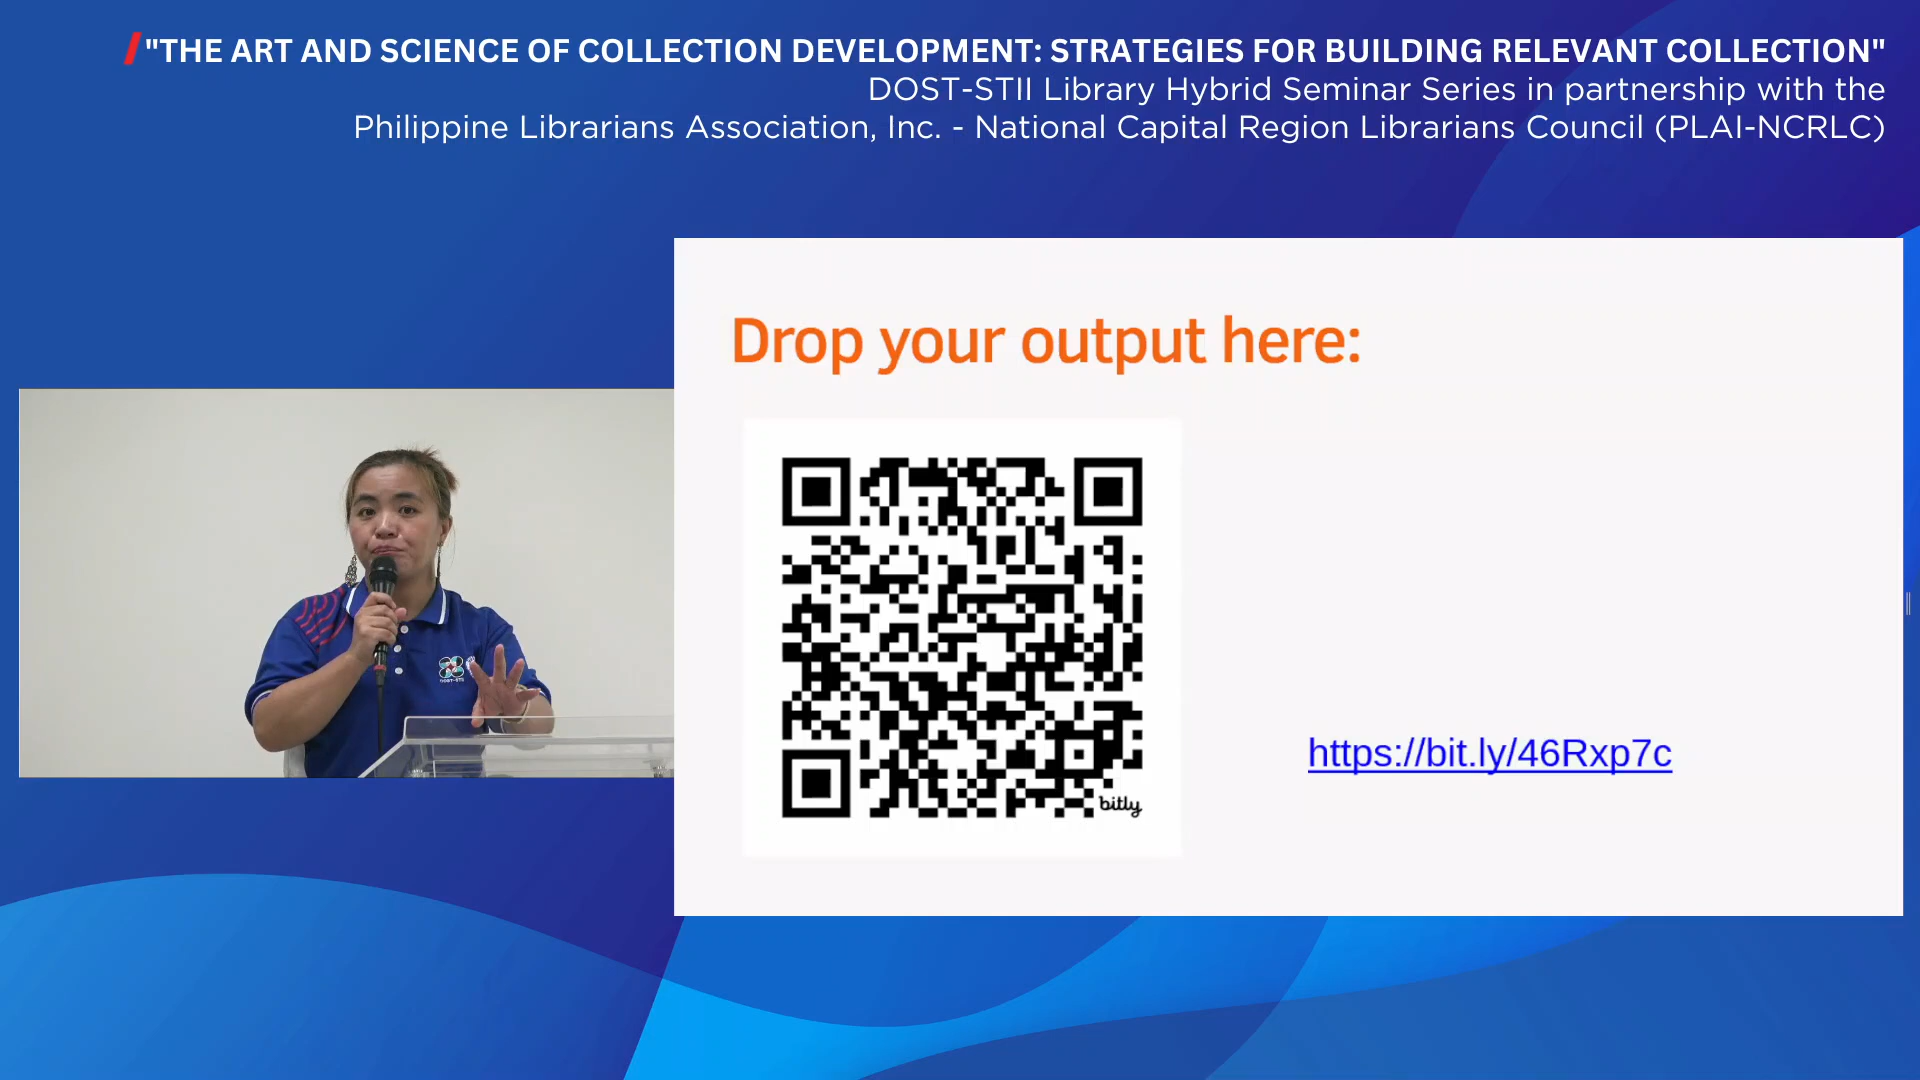 "THE ART AND SCIENCE OF COLLECTION DEVELOPMENT: STRATEGIES FOR BUILDING RELEVANT COLLECTION"
DOST-STII Library Hybrid Seminar Series in partnership with the
Philippine Librarians Association, Inc. - National Capital Region Librarians Council (PLAI-NCRLC)
Drop your output here:
bitly
https://bit.ly/46Rxp7c
DOST-STII